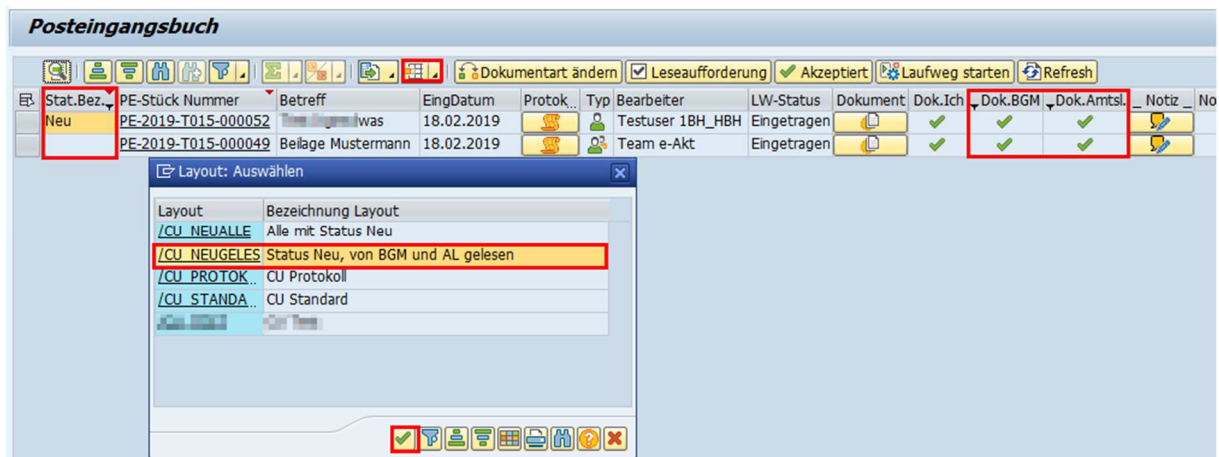 Posteingangsbuch
Dokumentart ändern Leseaufforderung Akzeptiert Laufweg starten Refresh
Stat.Bez. PE-Stück Nummer Betreff EingDatum Protok.. Typ Bearbeiter LW-Status Dokument Dok.Ich Dok.BGM Dok.Amtsl. _ Notiz _ No
Neu PE-2019-T015-000052 was 18.02.2019 Testuser 1BH_HBH Eingetragen
PE-2019-T015-000049 Beilage Mustermann 18.02.2019 Team e-Akt Eingetragen
Layout: Auswählen
Layout Bezeichnung Layout
/CU_NEUALLE Alle mit Status Neu
/CU_NEUGELES Status Neu, von BGM und AL gelesen
/CU_PROTOK.. CU Protokoll
/CU_STANDA.. CU Standard